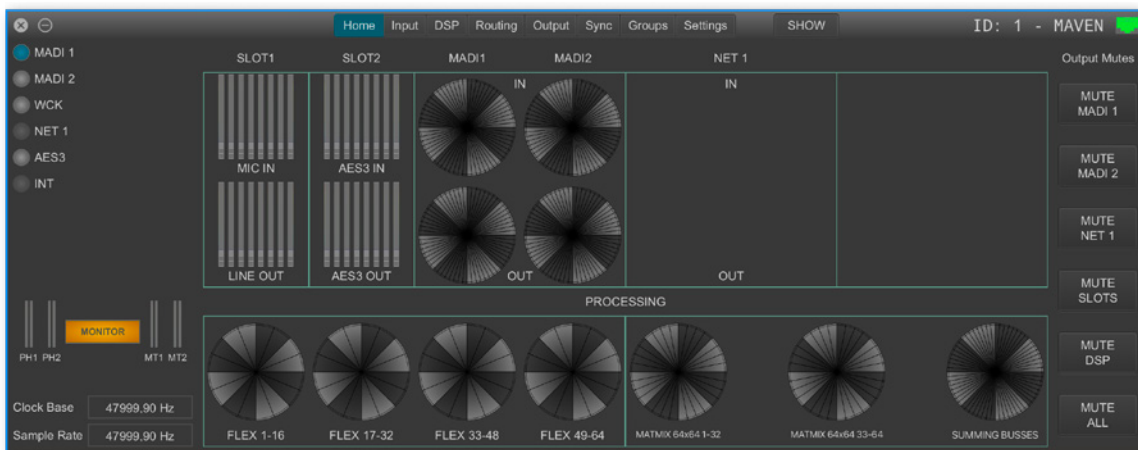 Home Input DSP Routing Output Sync Groups Settings SHOW ID: 1 - MAVEN
MADI 1
MADI 2
WCK
NET 1
AES3
INT
SLOT1 SLOT2 MADI1 MADI2 NET 1
IN IN
MIC IN AES3 IN
LINE OUT AES3 OUT OUT OUT
Output Mutes
MUTE
MADI 1
MUTE
MADI 2
MUTE
NET 1
MUTE
SLOTS
MUTE
DSP
MUTE
ALL
PROCESSING
MONITOR
PH1 PH2 MT1 MT2
Clock Base 47999,90 Hz
Sample Rate 47999,90 Hz
FLEX 1-16 FLEX 17-32 FLEX 33-48 FLEX 49-64 MATMIX 64x64 1-32 MATMIX 64x64 33-64 SUMMING BUSSES